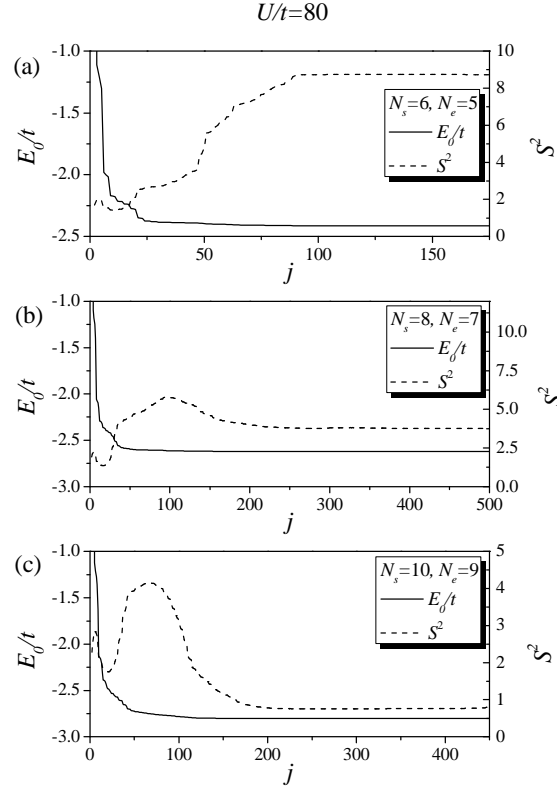 U/t=80
(a)
-1.0
-1.5
-2.0
-2.5
E₀/t
10
8
6
4
2
0
S²
Nₛ=6, Nₑ=5
E₀/t
S²
0 50 100 150
j
(b)
-1.0
-1.5
-2.0
-2.5
-3.0
E₀/t
10.0
7.5
5.0
2.5
0.0
S²
Nₛ=8, Nₑ=7
E₀/t
S²
0 100 200 300 400 500
j
(c)
-1.0
-1.5
-2.0
-2.5
-3.0
E₀/t
5
4
3
2
1
0
S²
Nₛ=10, Nₑ=9
E₀/t
S²
0 100 200 300 400
j